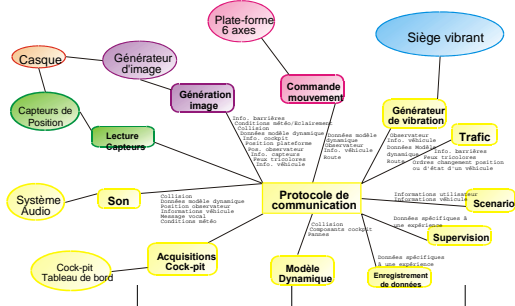 Plate-forme
6 axes
Siège vibrant
Casque
Générateur
d'image
Génération
image
Commande
mouvement
Générateur
de vibration
Capteurs de
Position
Lecture
Capteurs
Info. barrières
Conditions météo/Eclairement
Collision
Données modèle dynamique
Info. cockpit
Position plateforme
Pos. observateur
Info. capteurs
Feux tricolores
Info. véhicule
Données modèle
dynamique
Observateur
Info. véhicule
Route
Observateur
Info. véhicule
Données Modèle
dynamique
Route
Trafic
Info. barrières
Feux tricolores
Ordres changement position
ou d'état d'un véhicule
Système
Audio
Son
Collision
Données modèle dynamique
Position observateur
Informations véhicule
Message vocal
Conditions météo
Protocole de
communication
Informations utilisateur
Informations véhicule
Scenario
Données spécifiques à
une expérience
Supervision
Collision
Composants cockpit
Pannes
Cock-pit
Tableau de bord
Acquisitions
Cock-pit
Modèle
Dynamique
Données spécifiques
à une expérience
Enregistrement
de données